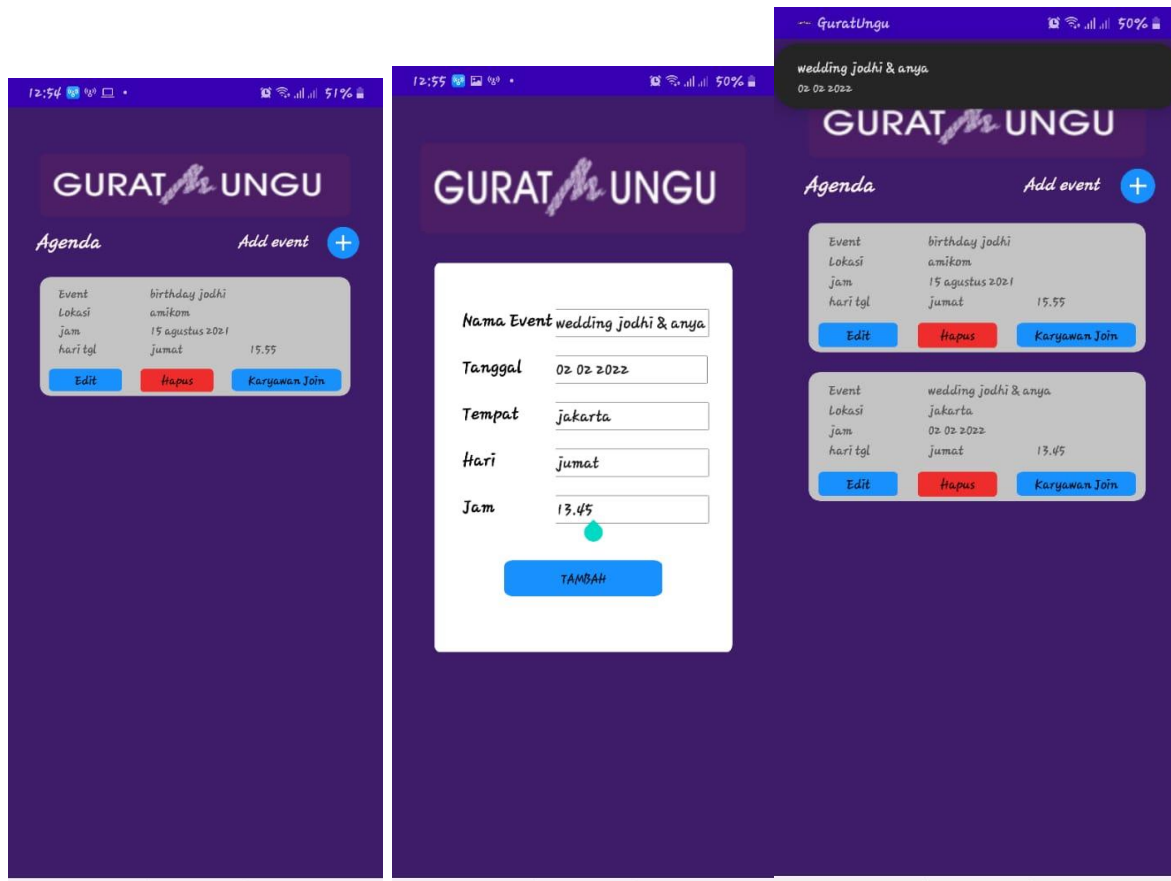 12:54 51%
GURAT UNGU
Agenda Add event +
Event birthday jodhi
Lokasi amikom
jam 15 agustus 2021
hari tgl jumat 15.55
Edit Hapus Karyawan Join
12:55 50%
GURAT UNGU
Nama Event wedding jodhi & anya
Tanggal 02 02 2022
Tempat jakarta
Hari jumat
Jam 13.45
TAMBAH
GuratUngu 50%
wedding jodhi & anya
02 02 2022
GURAT UNGU
Agenda Add event +
Event birthday jodhi
Lokasi amikom
jam 15 agustus 2021
hari tgl jumat 15.55
Edit Hapus Karyawan Join
Event wedding jodhi & anya
Lokasi jakarta
jam 02 02 2022
hari tgl jumat 13.45
Edit Hapus Karyawan Join